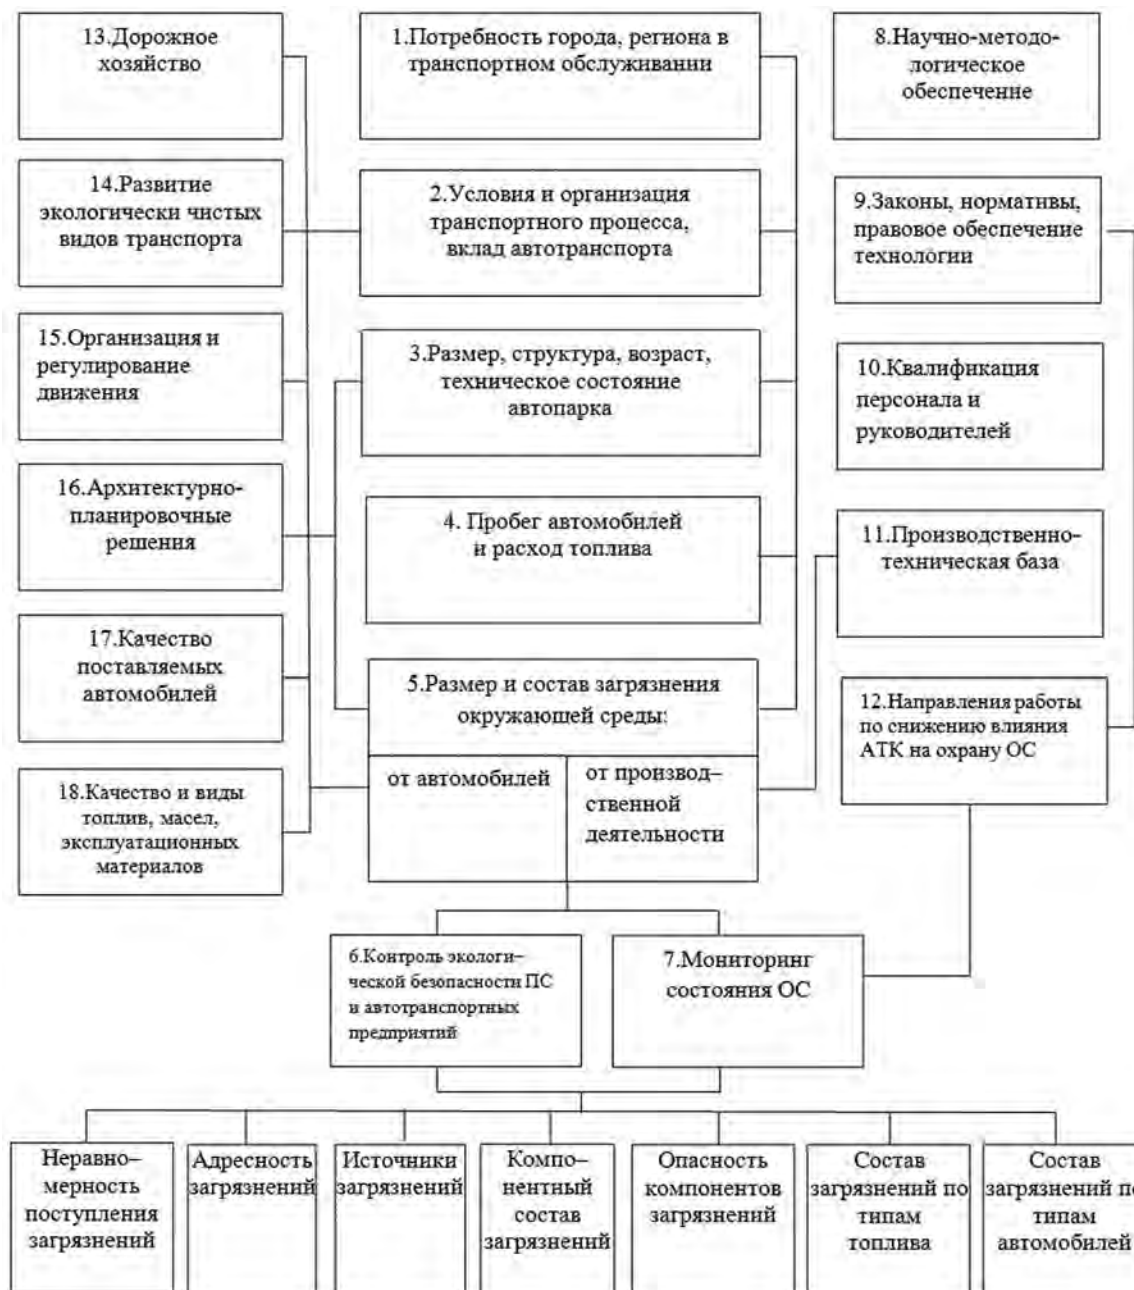 13.Дорожное
хозяйство
14.Развитие
экологически чистых
видов транспорта
15.Организация и
регулирование
движения
16.Архитектурно-
планировочные
решения
17.Качество
поставляемых
автомобилей
18.Качество и виды
топлив, масел,
эксплуатационных
материалов
1.Потребность города, региона в
транспортном обслуживании
2.Условия и организация
транспортного процесса,
вклад автотранспорта
3.Размер, структура, возраст,
техническое состояние
автопарка
4. Пробег автомобилей
и расход топлива
5.Размер и состав загрязнения
окружающей среды:
от автомобилей
от производ–
ственной
деятельности
8.Научно-методо-
логическое
обеспечение
9.Законы, нормативы,
правовое обеспечение
технологии
10.Квалификация
персонала и
руководителей
11.Производственно-
техническая база
12.Направления работы
по снижению влияния
АТК на охрану ОС
6.Контроль экологи–
ческой безопасности ПС
и автотранспортных
предприятий
7.Мониторинг
состояния ОС
Неравно–
мерность
поступления
загрязнений
Адресность
загрязнений
Источники
загрязнений
Компо–
нентный
состав
загрязнений
Опасность
компонентов
загрязнений
Состав
загрязнений по
типам
топлива
Состав
загрязнений по
типам
автомобилей